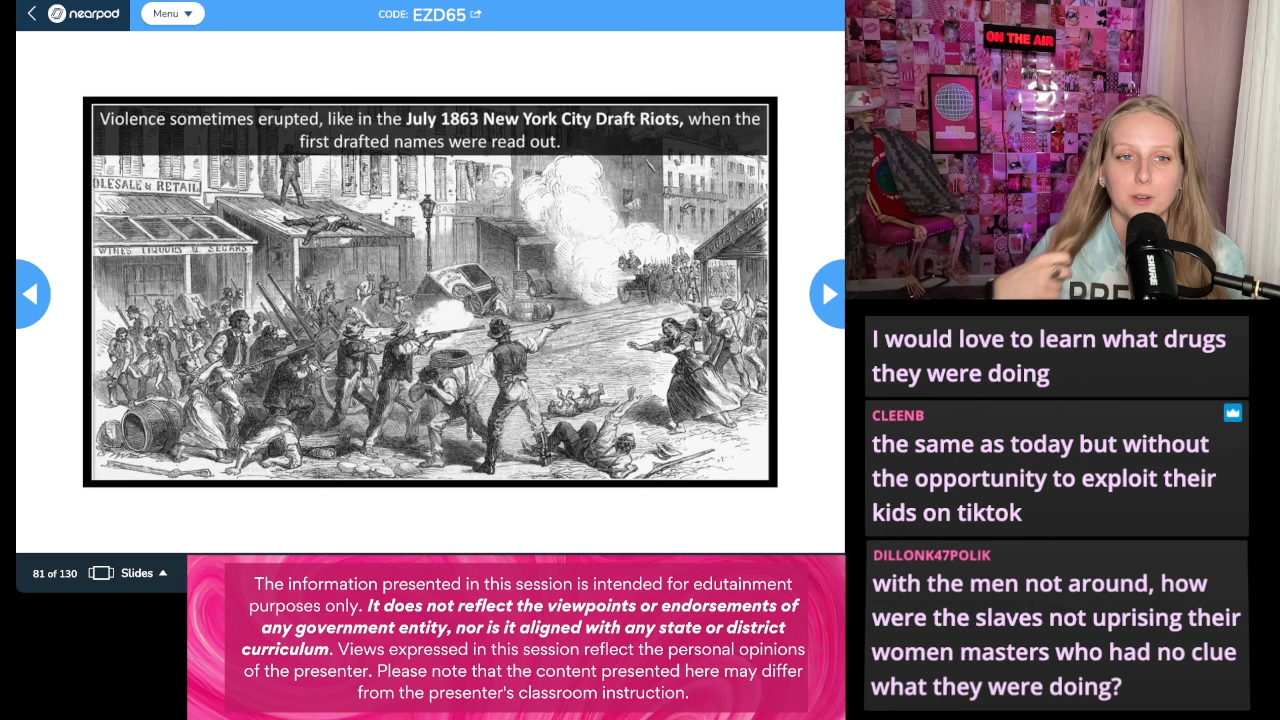 nearpod
Menu
CODE: EZD65
Violence sometimes erupted, like in the July 1863 New York City Draft Riots, when the
first drafted names were read out.
OLESALE & RETAIL
WINES LIQUORS & SEGARS
81 of 130
Slides
The information presented in this session is intended for edutainment
purposes only. It does not reflect the viewpoints or endorsements of
any government entity, nor is it aligned with any state or district
curriculum. Views expressed in this session reflect the personal opinions
of the presenter. Please note that the content presented here may differ
from the presenter's classroom instruction.
ON THE AIR
SHURE
PRE
I would love to learn what drugs
they were doing
CLEENB
the same as today but without
the opportunity to exploit their
kids on tiktok
DILLONK47POLIK
with the men not around, how
were the slaves not uprising their
women masters who had no clue
what they were doing?